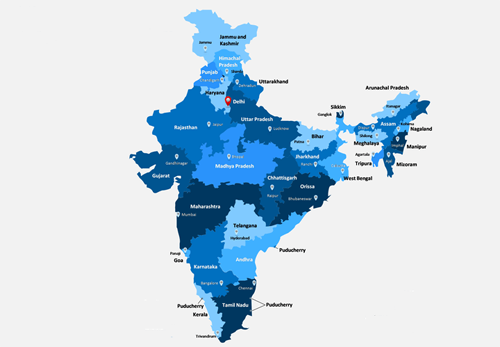 Jammu and
Kashmir
Jammu
Himachal
Pradesh
Punjab
Shimla
Chandigarh
Dehradun
Uttarakhand
Haryana
Delhi
Arunachal Pradesh
Itanagar
Sikkim
Gangtok
Rajasthan
Jaipur
Uttar Pradesh
Lucknow
Assam
Dispur
Kohima
Nagaland
Bihar
Patna
Shillong
Meghalaya
Imphal
Manipur
Agartala
Tripura
Mizoram
Gandhinagar
Gujarat
Bhopal
Madhya Pradesh
Jharkhand
Ranchi
West Bengal
Chhattisgarh
Raipur
Orissa
Bhubaneswar
Maharashtra
Mumbai
Telangana
Hyderabad
Puducherry
Panaji
Goa
Andhra
Karnataka
Bangalore
Chennai
Puducherry
Kerala
Tamil Nadu
Puducherry
Trivandrum